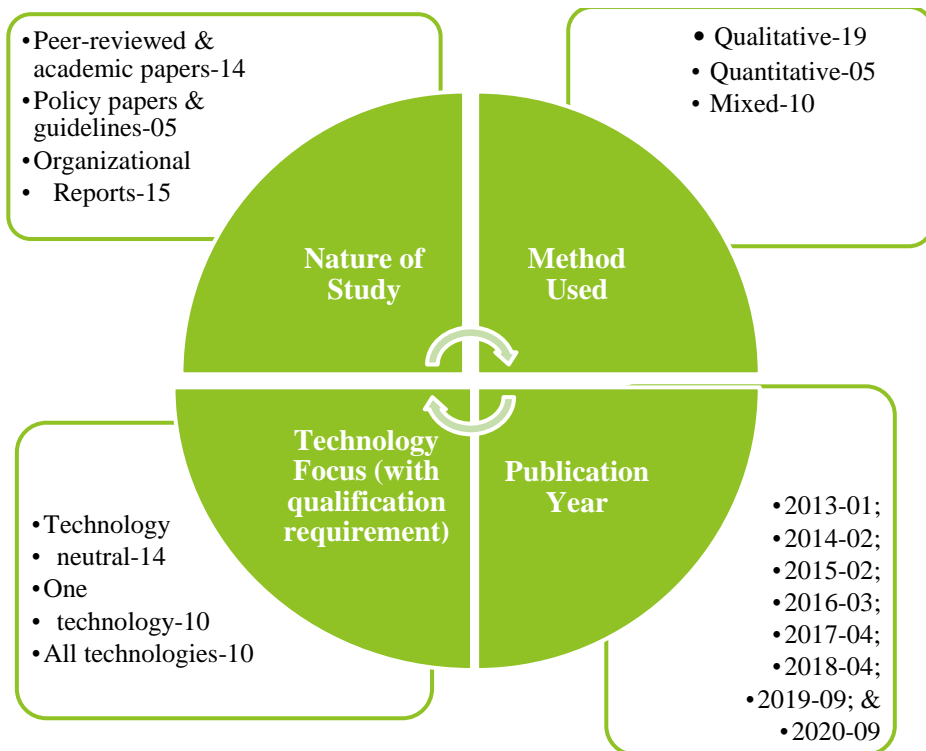 •Peer-reviewed &
academic papers-14
•Policy papers &
guidelines-05
•Organizational
• Reports-15
• Qualitative-19
• Quantitative-05
• Mixed-10
Nature of
Study
Method
Used
Technology
Focus (with
qualification
requirement)
Publication
Year
•Technology
• neutral-14
•One
• technology-10
•All technologies-10
•2013-01;
•2014-02;
•2015-02;
•2016-03;
•2017-04;
•2018-04;
•2019-09; &
•2020-09